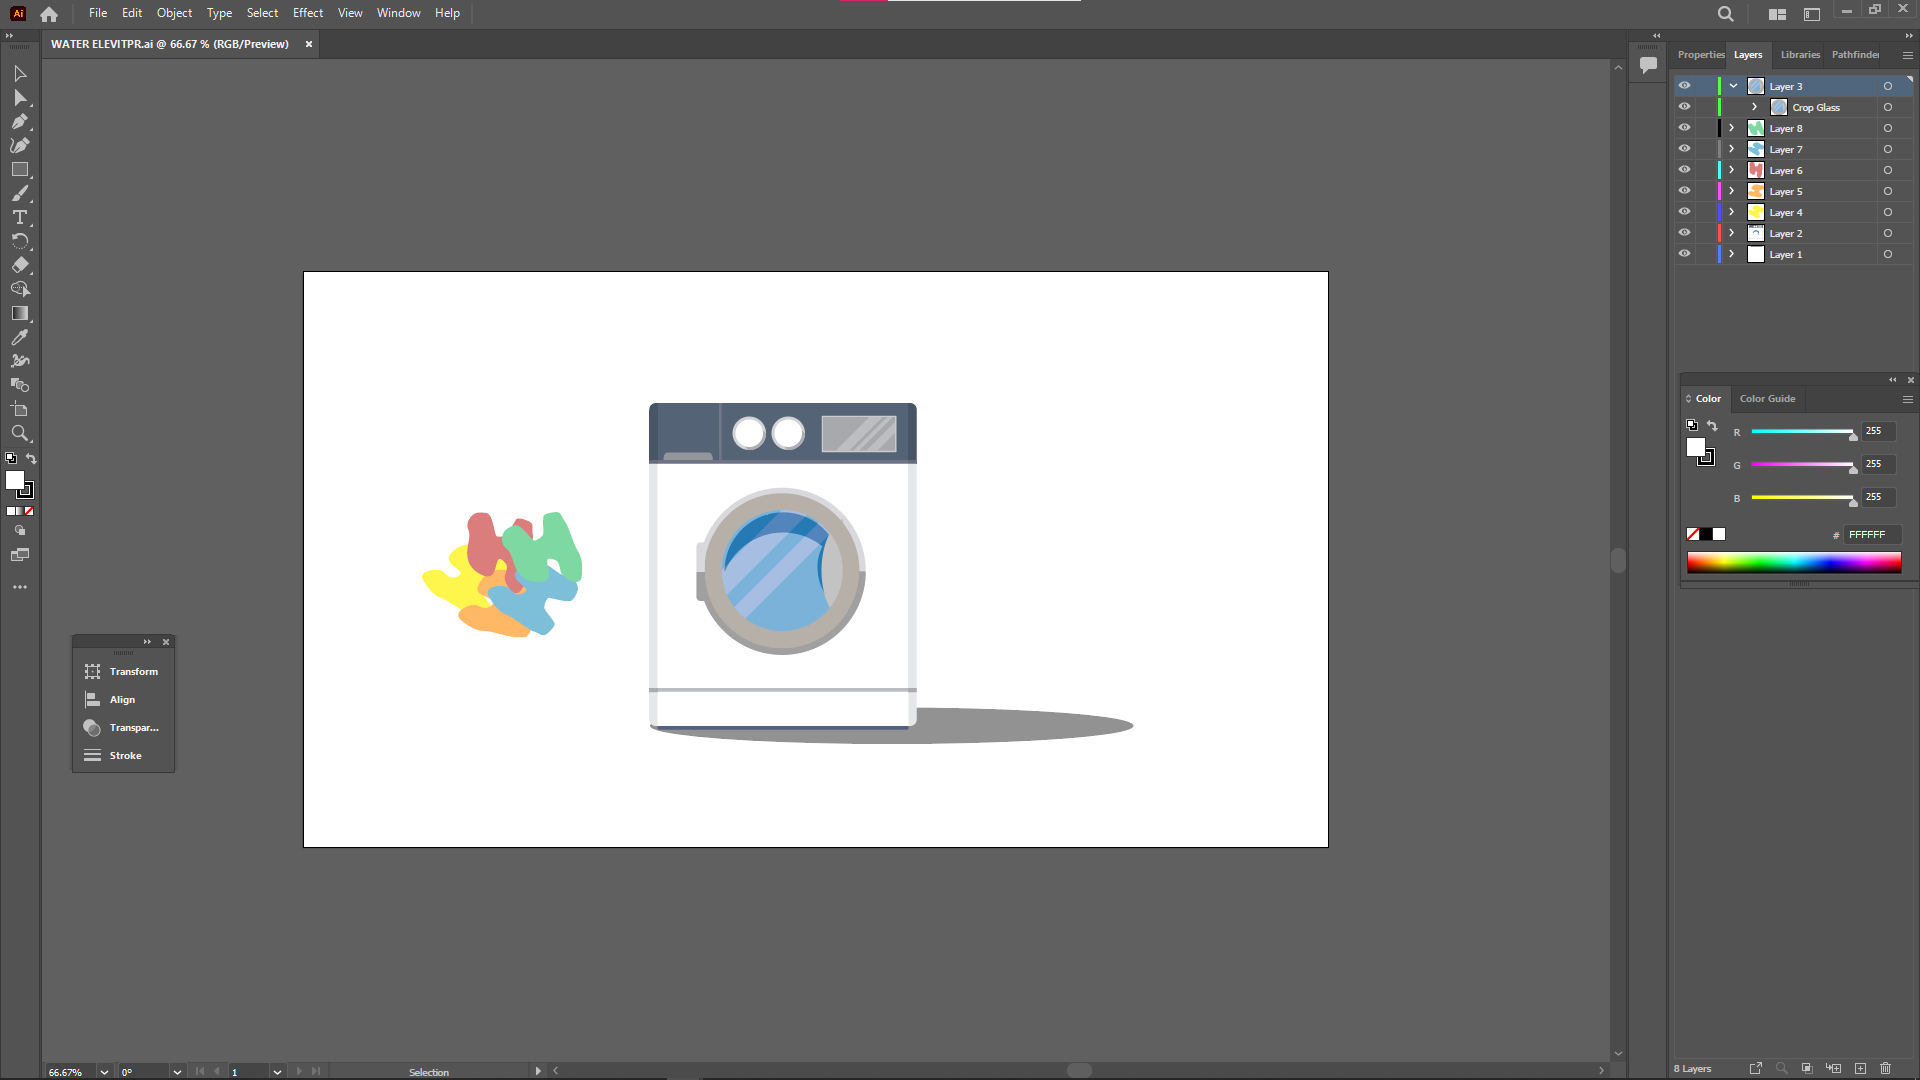 Ai File Edit Object Type Select Effect View Window Help
WATER ELEVITPR.ai @ 66.67 % (RGB/Preview)
Properties Layers Libraries Pathfinde
Layer 3
Crop Glass
Layer 8
Layer 7
Layer 6
Layer 5
Layer 4
Layer 2
Layer 1
Color Color Guide
R 255
G 255
B 255
# FFFFFF
Transform
Align
Transpar...
Stroke
66.67% 0° 1 Selection
8 Layers